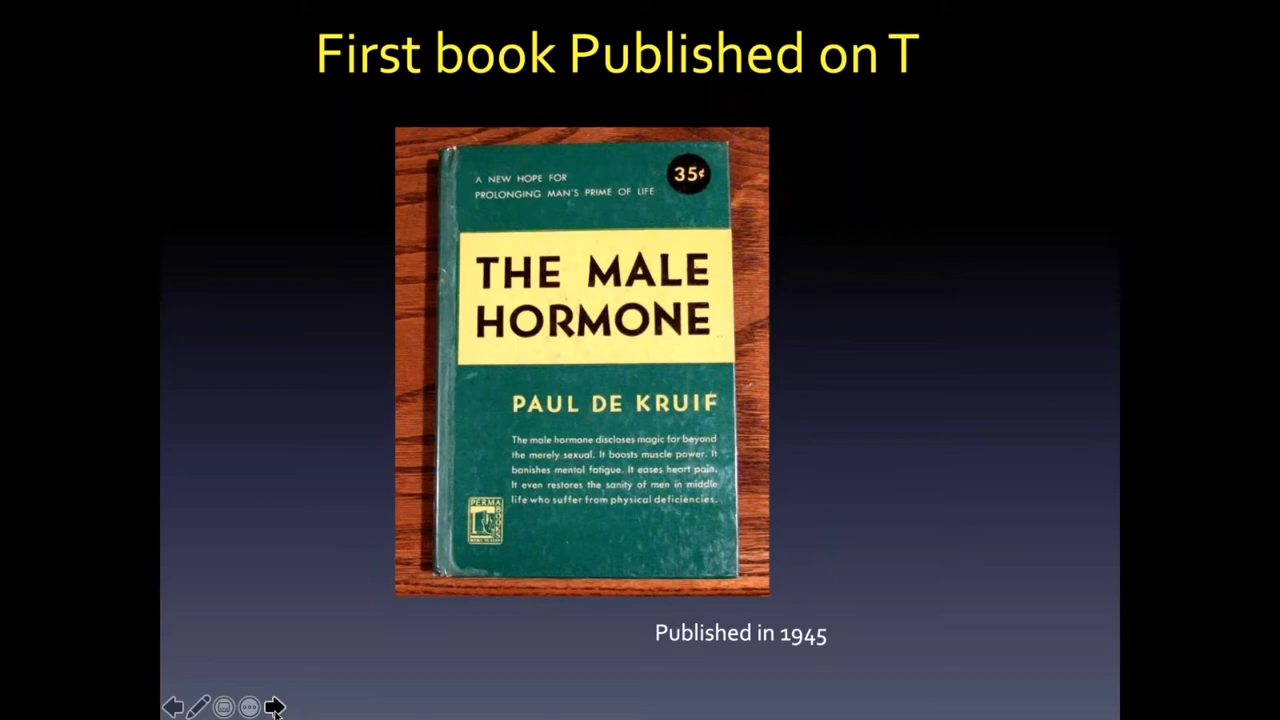 First book Published on T
A NEW HOPE FOR
PROLONGING MAN'S PRIME OF LIFE
35¢
THE MALE
HORMONE
PAUL DE KRUIF
The male hormone discloses magic far beyond
the merely sexual. It boosts muscle power. It
banishes mental fatigue. It eases heart pain.
It even restores the sanity of men in middle
life who suffer from physical deficiencies.
PERMA
BOOKS
Published in 1945